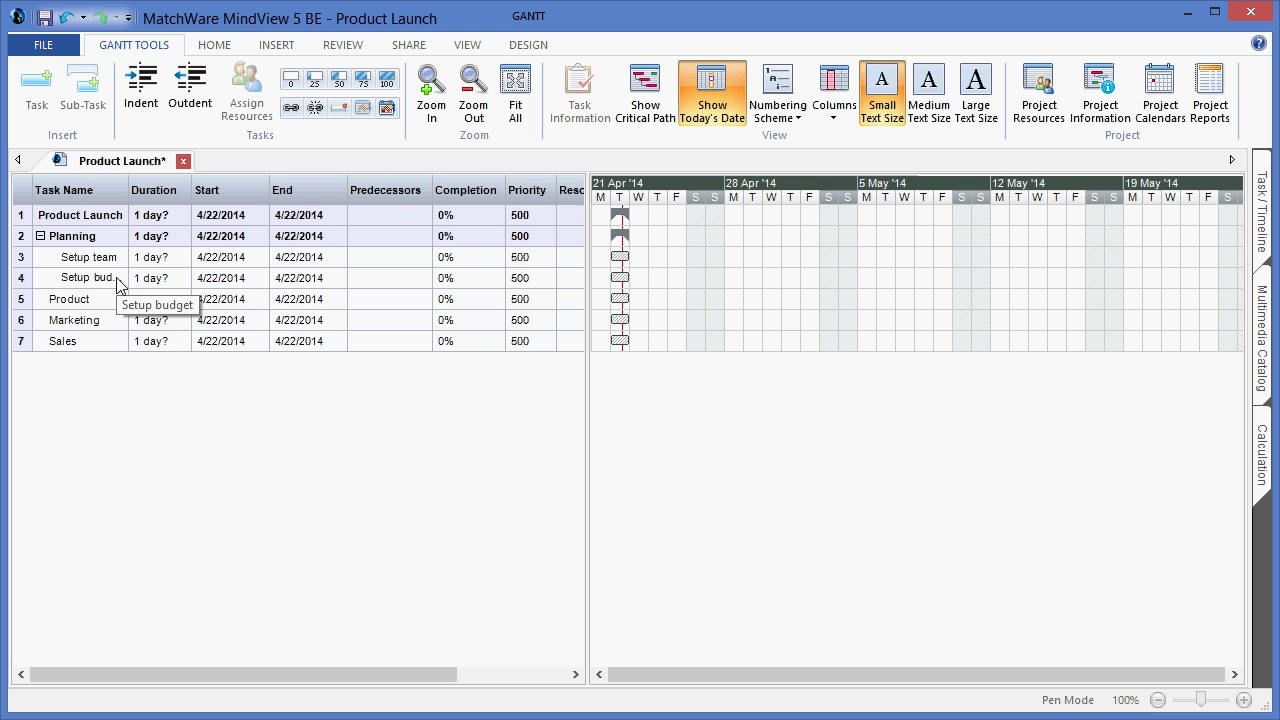 MatchWare MindView 5 BE - Product Launch
GANTT
FILE GANTT TOOLS HOME INSERT REVIEW SHARE VIEW DESIGN
Task Sub-Task Indent Outdent Assign Resources 0 25 50 75 100 Zoom In Zoom Out Fit All Task Information Show Critical Path Show Today's Date Numbering Scheme Columns Small Text Size Medium Text Size Large Text Size Project Resources Project Information Project Calendars Project Reports
Insert Tasks Zoom View Project
Product Launch*
Task Name Duration Start End Predecessors Completion Priority Reso
21 Apr '14 28 Apr '14 5 May '14 12 May '14 19 May '14
M T W T F S S M T W T F S S M T W T F S S M T W T F S S M T W T F S
1 Product Launch 1 day? 4/22/2014 4/22/2014 0% 500
2 Planning 1 day? 4/22/2014 4/22/2014 0% 500
3 Setup team 1 day? 4/22/2014 4/22/2014 0% 500
4 Setup bud... 1 day? 4/22/2014 4/22/2014 0% 500
5 Product 4/22/2014 4/22/2014 0% 500
Setup budget
6 Marketing 1 day? 4/22/2014 4/22/2014 0% 500
7 Sales 1 day? 4/22/2014 4/22/2014 0% 500
Task / Timeline
Multimedia Catalog
Calculation
Pen Mode 100%